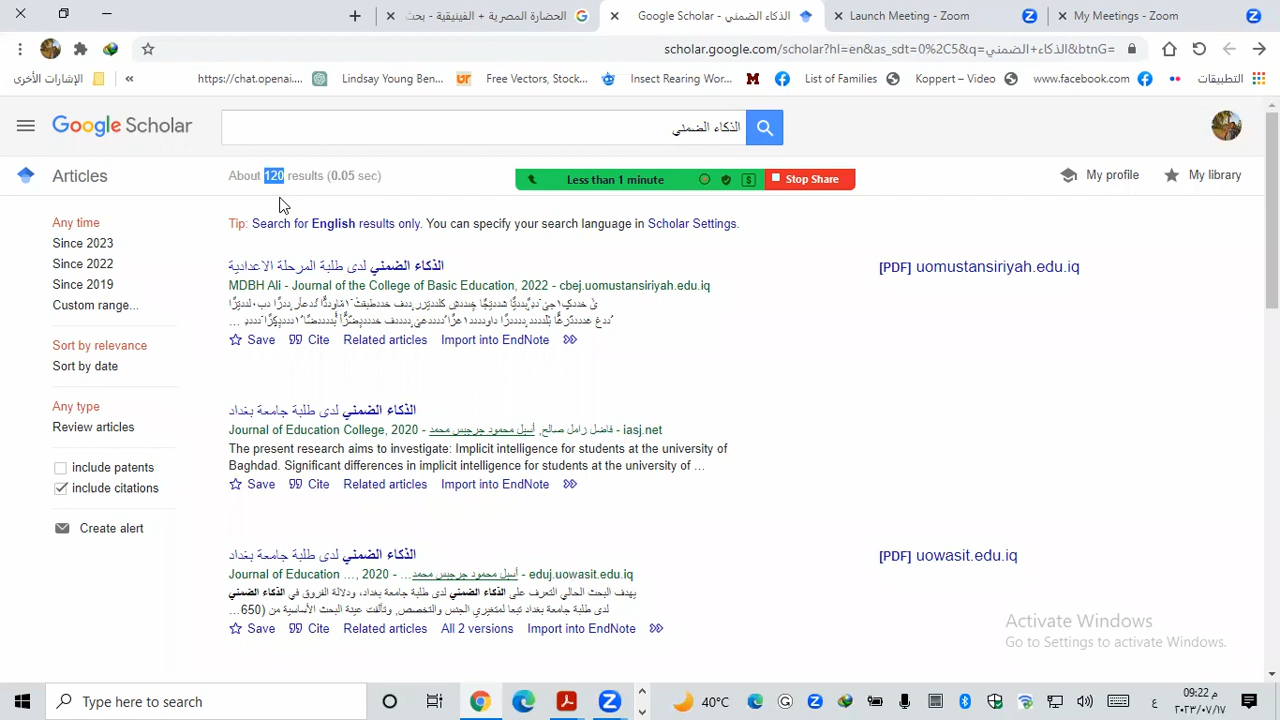 الحضارة المصرية + الفينيقية - بحث
الذكاء الضمني - Google Scholar
Launch Meeting - Zoom
My Meetings - Zoom
scholar.google.com/scholar?hl=en&as_sdt=0%2C5&q=الذكاء+الضمني&btnG=
الإشارات الأخرى
«
https://chat.openai....
Lindsay Young Ben...
Free Vectors, Stock...
Insect Rearing Wor...
List of Families
Koppert – Video
www.facebook.com
التطبيقات
Google Scholar
الذكاء الضمني
Articles
About 120 results (0.05 sec)
Less than 1 minute
Stop Share
My profile
My library
Any time
Since 2023
Since 2022
Since 2019
Custom range...
Sort by relevance
Sort by date
Any type
Review articles
include patents
include citations
Create alert
Tip: Search for English results only. You can specify your search language in Scholar Settings.
الذكاء الضمني لدى طلبة المرحلة الاعدادية
[PDF] uomustansiriyah.edu.iq
MDBH Ali - Journal of the College of Basic Education, 2022 - cbej.uomustansiriyah.edu.iq
Save Cite Related articles Import into EndNote
الذكاء الضمني لدى طلبة جامعة بغداد
فاضل زامل صالح, أسيل محمود جرجيس محمد - Journal of Education College, 2020 - iasj.net
The present research aims to investigate: Implicit intelligence for students at the university of
Baghdad. Significant differences in implicit intelligence for students at the university of ...
Save Cite Related articles Import into EndNote
الذكاء الضمني لدى طلبة جامعة بغداد
[PDF] uowasit.edu.iq
أسيل محمود جرجيس محمد... - Journal of Education ..., 2020 - eduj.uowasit.edu.iq
يهدف البحث الحالي التعرف على الذكاء الضمني لدى طلبة جامعة بغداد، ودلالة الفروق في الذكاء الضمني
لدى طلبة جامعة بغداد تبعا لمتغيري الجنس والتخصص, وتألفت عينة البحث الأساسية من (650...
Save Cite Related articles All 2 versions Import into EndNote
Activate Windows
Go to Settings to activate Windows.
Type here to search
40°C
ع
09:22 م
٢٠٢٣/٠٧/١٧